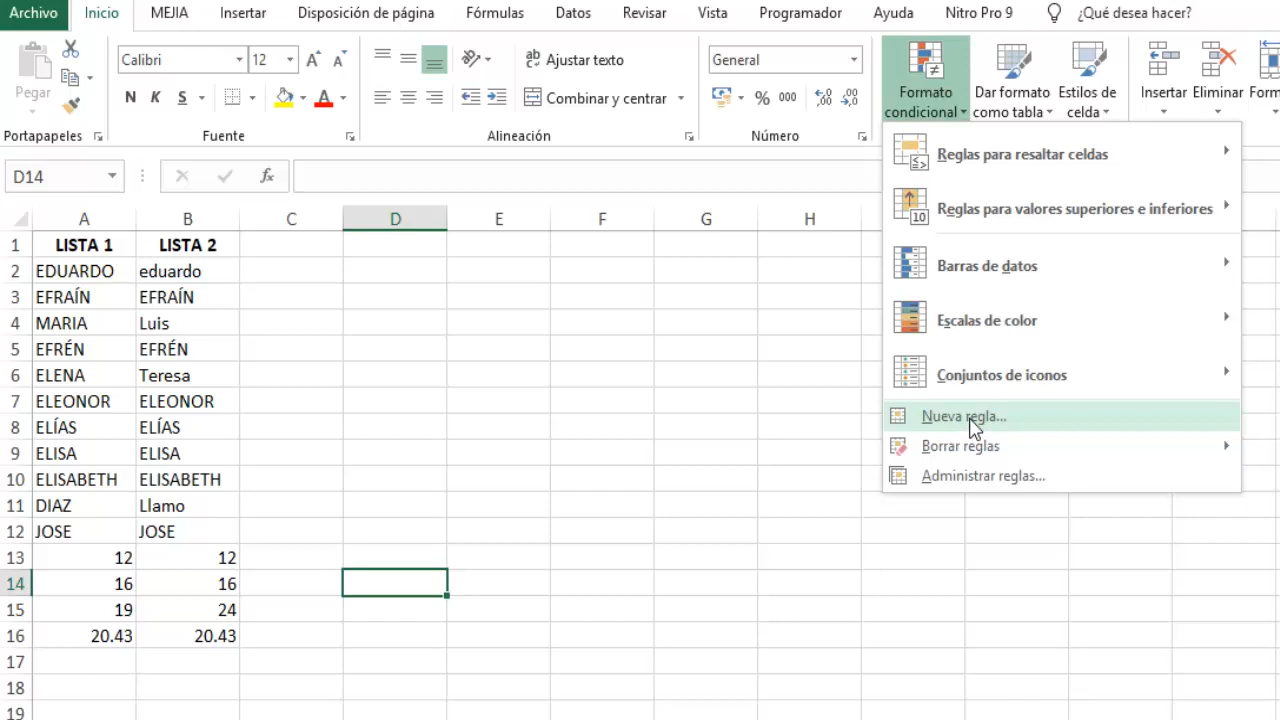 Archivo Inicio MEJIA Insertar Disposición de página Fórmulas Datos Revisar Vista Programador Ayuda Nitro Pro 9 ¿Qué desea hacer?
Pegar
Calibri 12
Ajustar texto
General
N K S
Combinar y centrar
% 000
Formato condicional
Dar formato como tabla
Estilos de celda
Insertar
Eliminar
Portapapeles
Fuente
Alineación
Número
D14
fx
Reglas para resaltar celdas
Reglas para valores superiores e inferiores
Barras de datos
Escalas de color
Conjuntos de iconos
Nueva regla...
Borrar reglas
Administrar reglas...
A B C D E F G H
1 LISTA 1 LISTA 2
2 EDUARDO eduardo
3 EFRAÍN EFRAÍN
4 MARIA Luis
5 EFRÉN EFRÉN
6 ELENA Teresa
7 ELEONOR ELEONOR
8 ELÍAS ELÍAS
9 ELISA ELISA
10 ELISABETH ELISABETH
11 DIAZ Llamo
12 JOSE JOSE
13 12 12
14 16 16
15 19 24
16 20.43 20.43
17
18
19